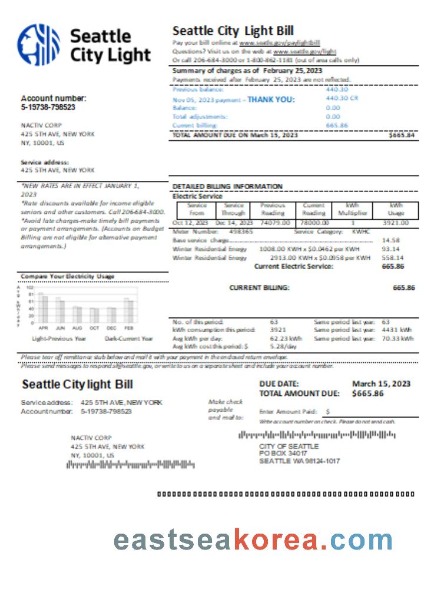 Seattle
City Light
Seattle City Light Bill
Pay your bill online at www.seattle.gov/paylightbill
Questions? Visit us on the web at www.seattle.gov/light
Or call 206-684-3000 or 1-800-862-1181 (out of area calls only)
Summary of charges as of February 25, 2023
Payments received after February 25, 2023 are not reflected.
Previous balance: 440.30
Nov 05, 2023 payment - THANK YOU: 440.30 CR
Balance: 0.00
Total adjustments: 0.00
Current billing: 665.86
TOTAL AMOUNT DUE ON March 15, 2023 $665.84
Account number:
5-19738-798523
NACTIV CORP
425 5TH AVE, NEW YORK
NY, 10001, US
Service address:
425 5TH AVE, NEW YORK
*NEW RATES ARE IN EFFECT JANUARY 1,
2023
*Rate discounts available for income eligible
seniors and other customers. Call 206-684-3000.
*Avoid late charges-make timely bill payments
or payment arrangements. (Accounts on Budget
Billing are not eligible for alternative payment
arrangements.)
DETAILED BILLING INFORMATION
Electric Service
Service From Service Through Previous Reading Current Reading kWh Multiplier kWh Usage
Oct 12, 2023 Dec 14, 2023 74079.00 78000.00 1 3921.00
Meter Number: 498365 Service Category: KWHC
Base service charge 14.58
Winter Residential Energy 1008.00 KWH x $0.0462 per KWH 93.14
Winter Residential Energy 2913.00 KWH x $0.0958 per KWH 558.14
Current Electric Service: 665.86
CURRENT BILLING: 665.86
Compare Your Electricity Usage
APR JUN AUG OCT DEC FEB
Light-Previous Year Dark-Current Year
No. of this period: 63 Same period last year: 63
kWh consumption this period: 3921 Same period last year: 4431 kWh
Avg kWh per day: 62.23 kWh Same period last year: 70.33 kWh
Avg kWh cost this period: $ 5.28/day
Please tear off remittance stub below and mail it with your payment in the enclosed return envelope.
Please send messages to respond at@seattle.gov, or write to us on a separate sheet and include your account number.
Seattle City light Bill
DUE DATE: March 15, 2023
TOTAL AMOUNT DUE: $665.86
Service address: 425 5TH AVE, NEW YORK
Account number: 5-19738-798523
Make check
payable
and mail to:
Enter Amount Paid: $
Write account number on check. Please do not send cash.
NACTIV CORP
425 5TH AVE, NEW YORK
NY, 10001, US
CITY OF SEATTLE
PO BOX 34017
SEATTLE WA 98124-1017
eastseakorea.com